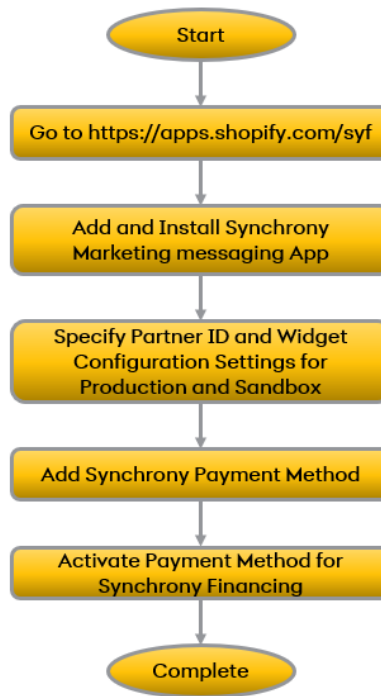 Start
Go to https://apps.shopify.com/syf
Add and Install Synchrony
Marketing messaging App
Specify Partner ID and Widget
Configuration Settings for
Production and Sandbox
Add Synchrony Payment Method
Activate Payment Method for
Synchrony Financing
Complete